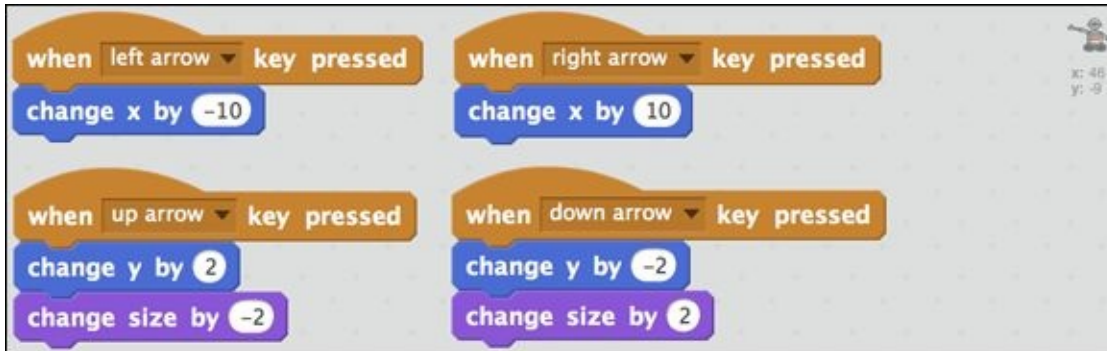 when left arrow key pressed
change x by -10
when right arrow key pressed
change x by 10
x: 46
y: -9
when up arrow key pressed
change y by 2
change size by -2
when down arrow key pressed
change y by -2
change size by 2